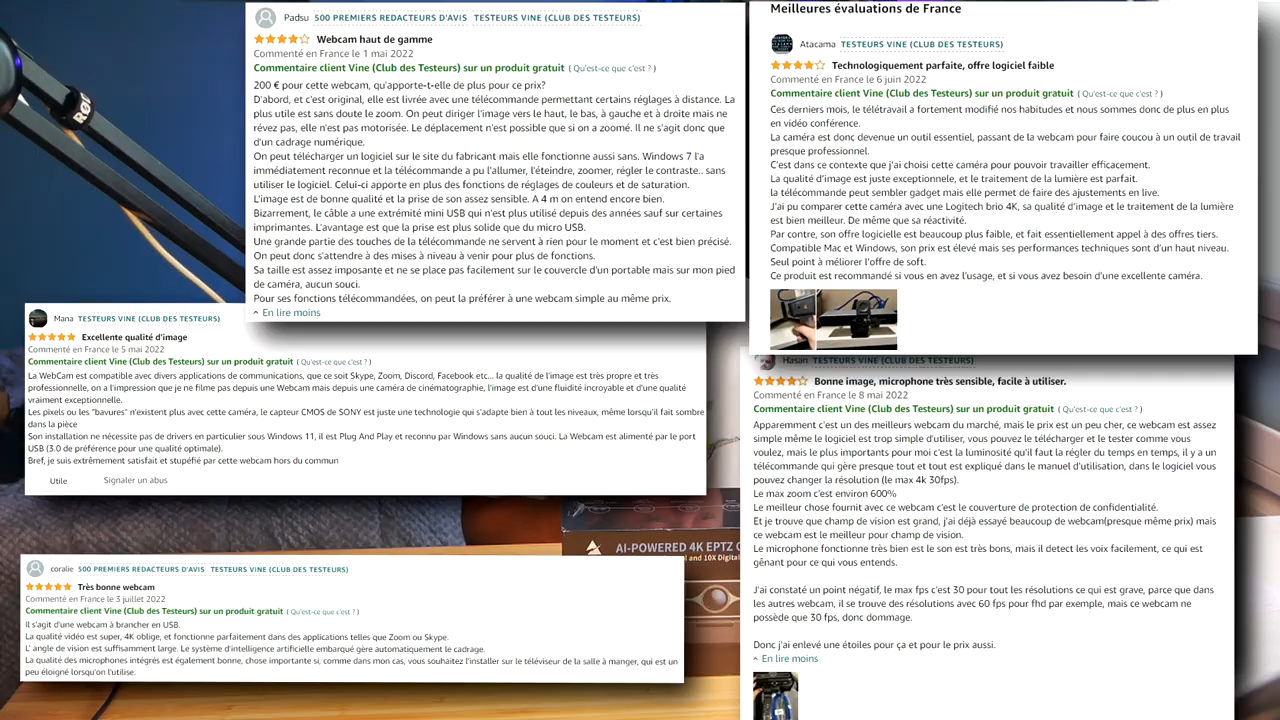 Padsu 500 PREMIERS REDACTEURS D'AVIS TESTEURS VINE (CLUB DES TESTEURS)
Webcam haut de gamme
Commenté en France le 1 mai 2022
Commentaire client Vine (Club des Testeurs) sur un produit gratuit ( Qu'est-ce que c'est ? )
200 € pour cette webcam, qu'apporte-t-elle de plus pour ce prix?
D'abord, et c'est original, elle est livrée avec une télécommande permettant certains réglages à distance. La
plus utile est sans doute le zoom. On peut diriger l'image vers le haut, le bas, à gauche et à droite mais ne
révez pas, elle n'est pas motorisée. Le déplacement n'est possible que si on a zoomé. Il ne s'agit donc que
d'un cadrage numérique.
On peut télécharger un logiciel sur le site du fabricant mais elle fonctionne aussi sans. Windows 7 l'a
immédiatement reconnue et la télécommande a pu l'allumer, l'éteindre, zoomer, régler le contraste.. sans
utiliser le logiciel. Celui-ci apporte en plus des fonctions de réglages de couleurs et de saturation.
L'image est de bonne qualité et la prise de son assez sensible. A 4 m on entend encore bien.
Bizarrement, le câble a une extrémité mini USB qui n'est plus utilisé depuis des années sauf sur certaines
imprimantes. L'avantage est que la prise est plus solide que du micro USB.
Une grande partie des touches de la télécommande ne servent à rien pour le moment et c'est bien précisé.
On peut donc s'attendre à des mises à niveau à venir pour plus de fonctions.
Sa taille est assez imposante et ne se place pas facilement sur le couvercle d'un portable mais sur mon pied
de caméra, aucun souci.
Pour ses fonctions télécommandées, on peut la préférer à une webcam simple au même prix.
En lire moins
Meilleures évaluations de France
Atacama TESTEURS VINE (CLUB DES TESTEURS)
Technologiquement parfaite, offre logiciel faible
Commenté en France le 6 juin 2022
Commentaire client Vine (Club des Testeurs) sur un produit gratuit ( Qu'est-ce que c'est ? )
Ces derniers mois, le télétravail a fortement modifié nos habitudes et nous sommes donc de plus en plus
en vidéo conférence.
La caméra est donc devenue un outil essentiel, passant de la webcam pour faire coucou à un outil de travail
presque professionnel.
C'est dans ce contexte que j'ai choisi cette caméra pour pouvoir travailler efficacement.
La qualité d'image est juste exceptionnele, et le traitement de la lumière est parfait.
la télécommande peut sembler gadget mais elle permet de faire des ajustements en live.
J'ai pu comparer cette caméra avec une Logitech brio 4K, sa qualité d'image et le traitement de la lumière
est bien meilleur. De même que sa réactivité.
Par contre, son offre logicielle est beaucoup plus faible, et fait essentiellement appel à des offres tiers.
Compatible Mac et Windows, son prix est élevé mais ses performances techniques sont d'un haut niveau.
Seul point à méliorer l'offre de soft.
Ce produit est recommandé si vous en avez l'usage, et si vous avez besoin d'une excellente caméra.
Mana TESTEURS VINE (CLUB DES TESTEURS)
Excellente qualité d'image
Commenté en France le 5 mai 2022
Commentaire client Vine (Club des Testeurs) sur un produit gratuit ( Qu'est-ce que c'est ? )
La WebCam est compatible avec divers applications de communications, que ce soit Skype, Zoom, Discord, Facebook etc... la qualité de l'image est très propre et très
professionnelle, on a l'impression que je ne filme pas depuis une Webcam mais depuis une caméra de cinématographie, l'image est d'une fluidité incroyable et d'une qualité
vraiment exceptionnelle.
Les pixels ou les "bavures" n'existent plus avec cette caméra, le capteur CMOS de SONY est juste une technologie qui s'adapte bien à tout les niveaux, même lorsqu'il fait sombre
dans la pièce
Son installation ne nécessite pas de drivers en particulier sous Windows 11, il est Plug And Play et reconnu par Windows sans aucun souci. La Webcam est alimenté par le port
USB (3.0 de préférence pour une qualité optimale).
Bref, je suis extrêmement satisfait et stupéfié par cette webcam hors du commun
Utile Signaler un abus
Hasan TESTEURS VINE (CLUB DES TESTEURS)
Bonne image, microphone très sensible, facile à utiliser.
Commenté en France le 8 mai 2022
Commentaire client Vine (Club des Testeurs) sur un produit gratuit ( Qu'est-ce que c'est ? )
Apparemment c'est un des meilleurs webcam du marché, mais le prix est un peu cher, ce webcam est assez
simple même le logiciel est trop simple d'utiliser, vous pouvez le télécharger et le tester comme vous
voulez, mais le plus importants pour moi c'est la luminosité qu'il faut la régler du temps en temps, il y a un
télécommande qui gère presque tout et tout est expliqué dans le manuel d'utilisation, dans le logiciel vous
pouvez changer la résolution (le max 4k 30fps).
Le max zoom c'est environ 600%
Le meilleur chose fournit avec ce webcam c'est le couverture de protection de confidentialité.
Et je trouve que champ de vision est grand, j'ai déjà essayé beaucoup de webcam(presque même prix) mais
ce webcam est le meilleur pour champ de vision.
Le microphone fonctionne très bien est le son est très bons, mais il detect les voix facilement, ce qui est
gênant pour ce qui vous entends.
J'ai constaté un point négatif, le max fps c'est 30 pour tout les résolutions ce qui est grave, parce que dans
les autres webcam, il se trouve des résolutions avec 60 fps pour fhd par exemple, mais ce webcam ne
possède que 30 fps, donc dommage.
Donc j'ai enlevé une étoiles pour ça et pour le prix aussi.
En lire moins
AI-POWERED 4K EPTZ
and 10X Digital
coralie 500 PREMIERS REDACTEURS D'AVIS TESTEURS VINE (CLUB DES TESTEURS)
Très bonne webcam
Commenté en France le 3 juillet 2022
Commentaire client Vine (Club des Testeurs) sur un produit gratuit ( Qu'est-ce que c'est ? )
Il s'agit d'une webcam à brancher en USB.
La qualité vidéo est super, 4K oblige, et fonctionne parfaitement dans des applications telles que Zoom ou Skype.
L' angle de vision est suffisamment large. Le système d'intelligence artificielle embarqué gère automatiquement le cadrage.
La qualité des microphones intégrés est également bonne, chose importante si, comme dans mon cas, vous souhaitez l'installer sur le téléviseur de la salle à manger, qui est un
peu éloigné lorsqu'on l'utilise.